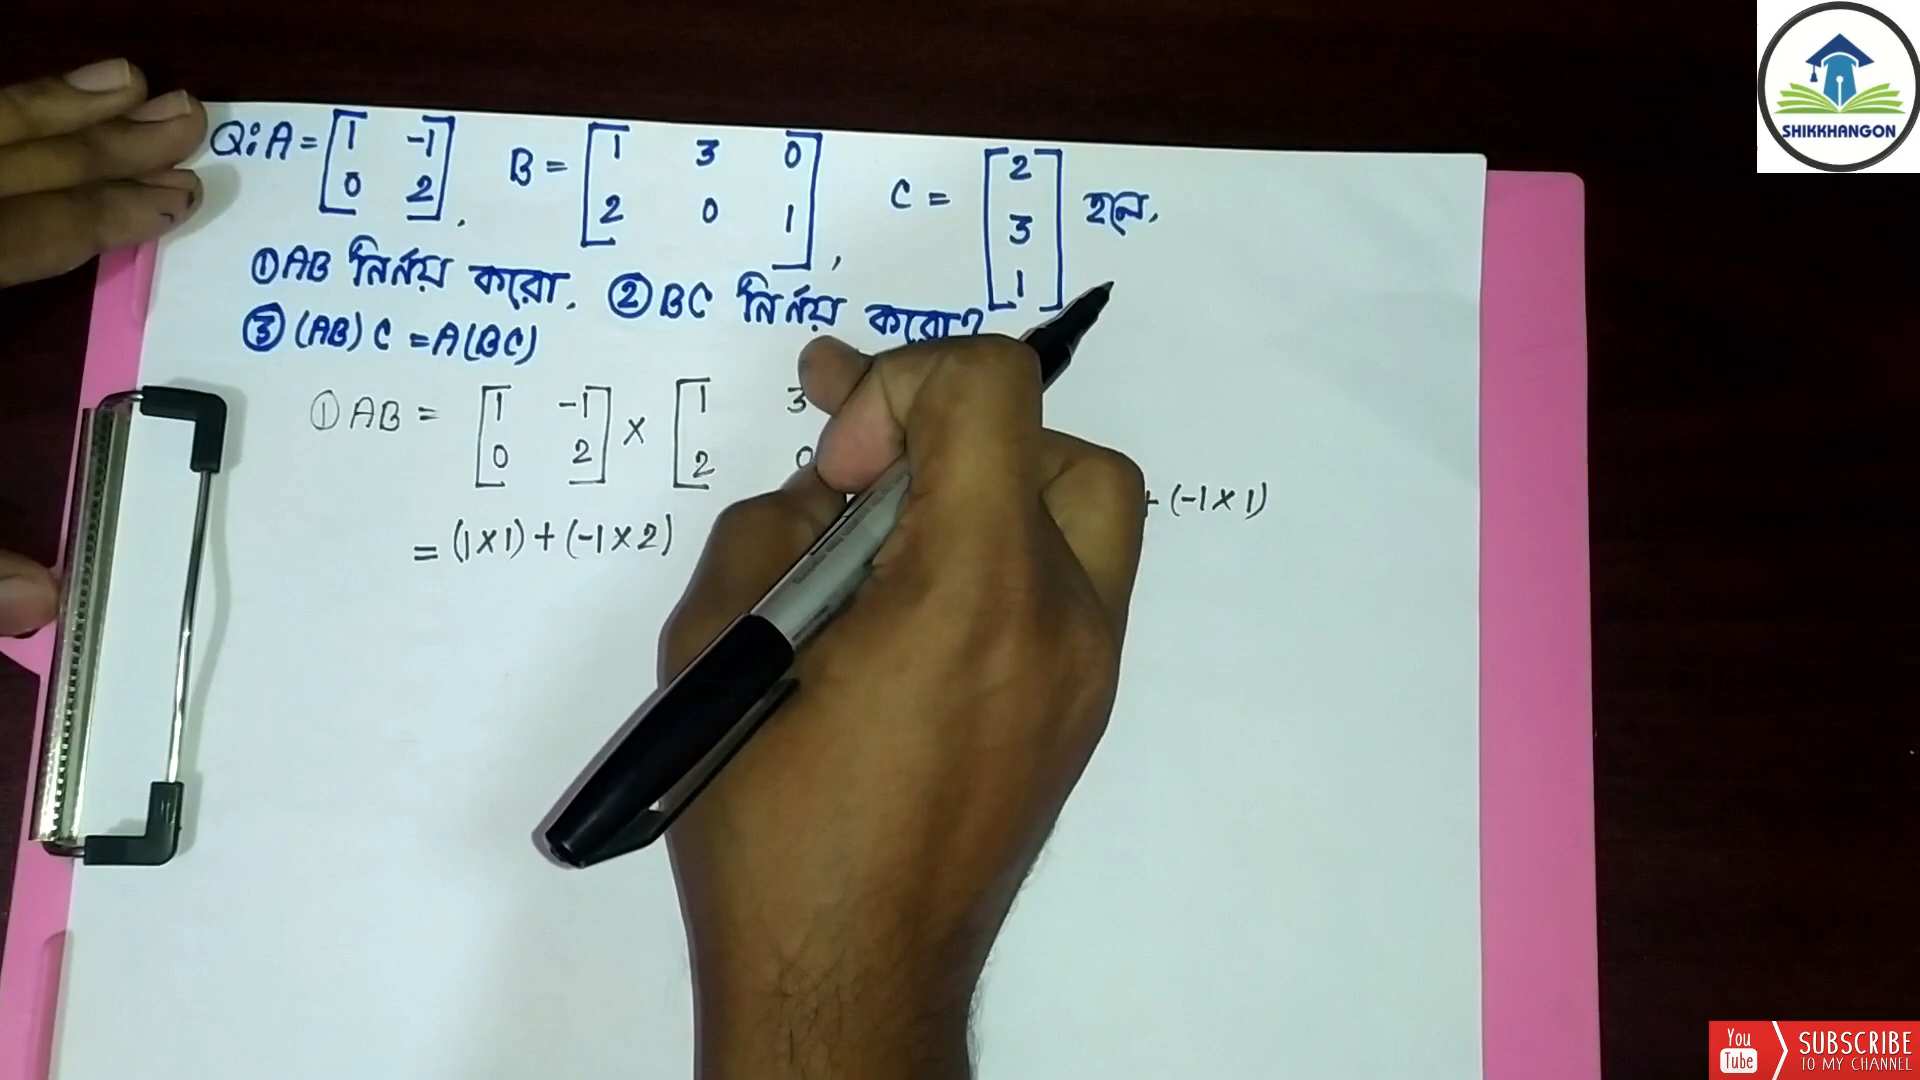 Q: A = [1 -1
0 2], B = [1 3 0
2 0 1], C = [2
3
1] হলে,
① AB নির্নয় করো. ② BC নির্নয় করো?
③ (AB) C = A(BC)
① AB = [1 -1
0 2] × [1 3
2 0
= (1×1) + (-1×2) + (-1×1)
SHIKKHANGON
You Tube SUBSCRIBE
TO MY CHANNEL